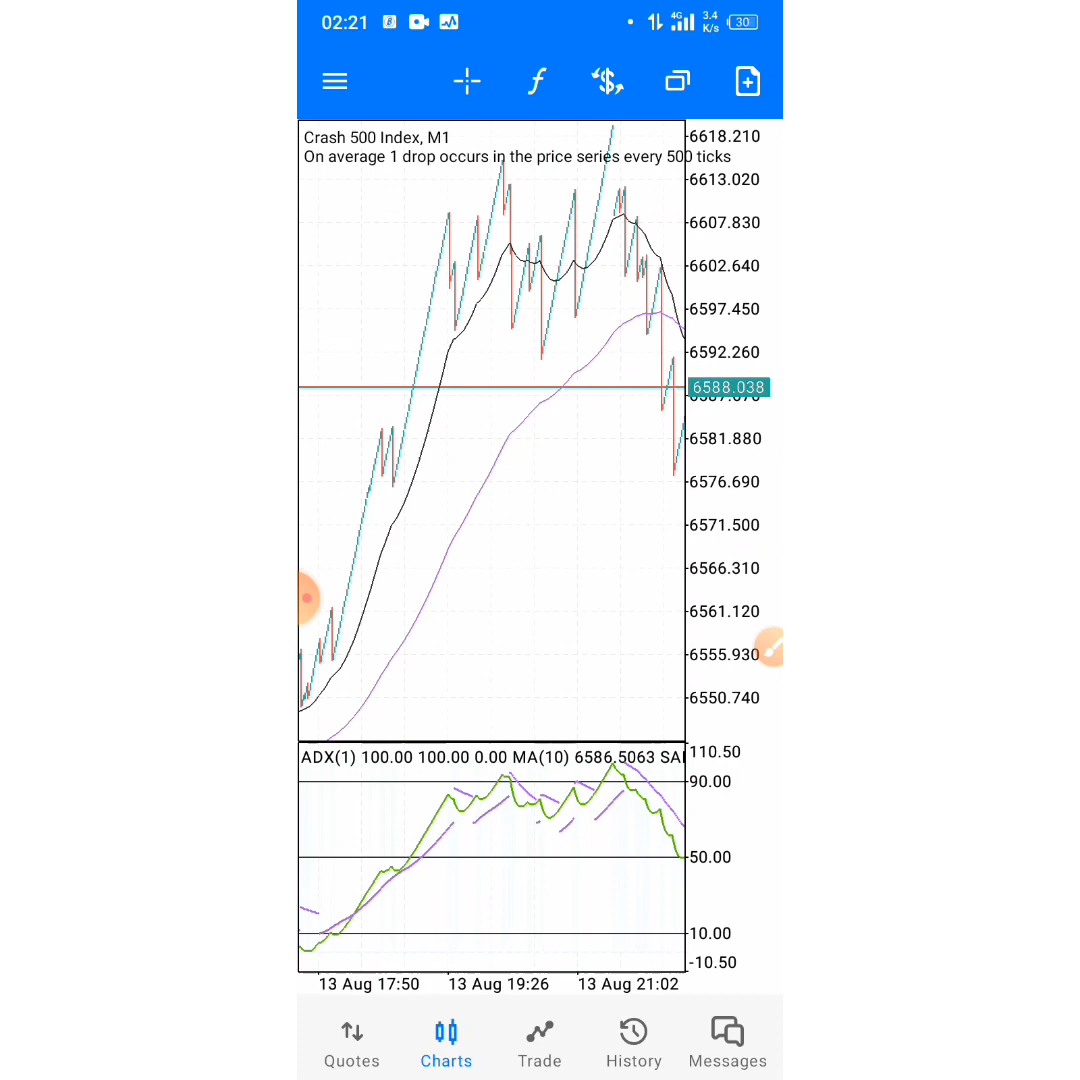 02:21
4G
3.4
K/s
30
Crash 500 Index, M1
On average 1 drop occurs in the price series every 500 ticks
6618.210
6613.020
6607.830
6602.640
6597.450
6592.260
6588.038
6581.880
6576.690
6571.500
6566.310
6561.120
6555.930
6550.740
ADX(1) 100.00 100.00 0.00 MA(10) 6586.5063
110.50
90.00
50.00
10.00
-10.50
13 Aug 17:50
13 Aug 19:26
13 Aug 21:02
Quotes
Charts
Trade
History
Messages